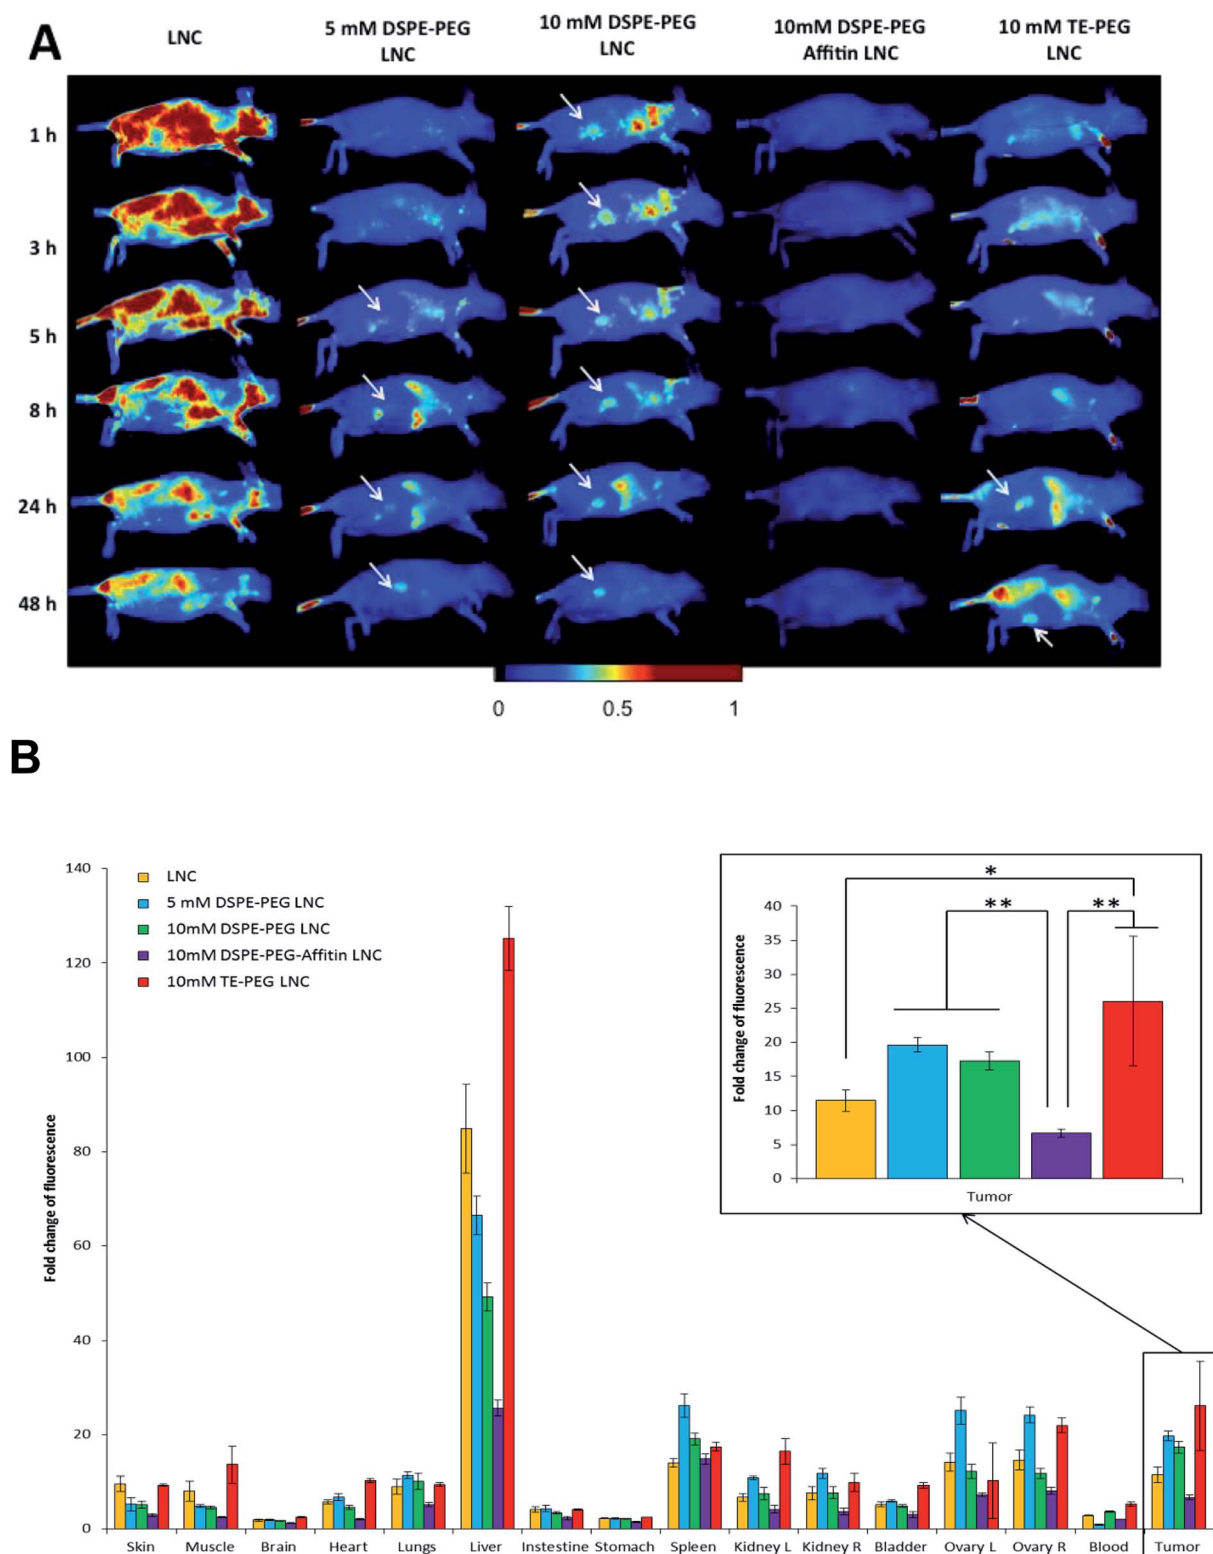 A
LNC
5 mM DSPE-PEG
LNC
10 mM DSPE-PEG
LNC
10mM DSPE-PEG
Affitin LNC
10 mM TE-PEG
LNC
1 h
3 h
5 h
8 h
24 h
48 h
0 0.5 1
B
140
120
100
80
60
40
20
0
Fold change of fluorescence
LNC
5 mM DSPE-PEG LNC
10mM DSPE-PEG LNC
10mM DSPE-PEG-Affitin LNC
10mM TE-PEG LNC
* 
** **
40
35
30
25
20
15
10
5
0
Fold change of fluorescence
Tumor
Skin Muscle Brain Heart Lungs Liver Instestine Stomach Spleen Kidney L Kidney R Bladder Ovary L Ovary R Blood Tumor